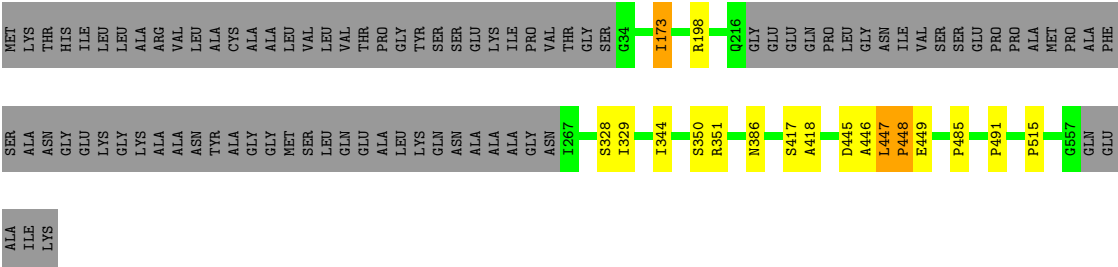 MET LYS THR HIS ILE LEU LEU ALA ARG VAL LEU ALA CYS ALA ALA LEU VAL LEU VAL THR PRO GLY TYR SER SER GLU LYS ILE PRO VAL THR GLY SER G34 I173 R198 Q216 GLY GLU GLU GLN PRO LEU GLY ASN ILE VAL SER SER GLU PRO PRO ALA MET PRO ALA PHE
SER ALA ASN GLY GLU LYS GLY LYS ALA ALA ASN TYR ALA GLY GLY MET SER LEU GLN GLU ALA LEU LYS GLN ASN ALA ALA ALA GLY ASN I267 S328 I329 I344 S350 R351 N386 S417 A418 D445 A446 L447 P448 E449 P485 P491 P515 G557 GLN GLU
ALA ILE LYS